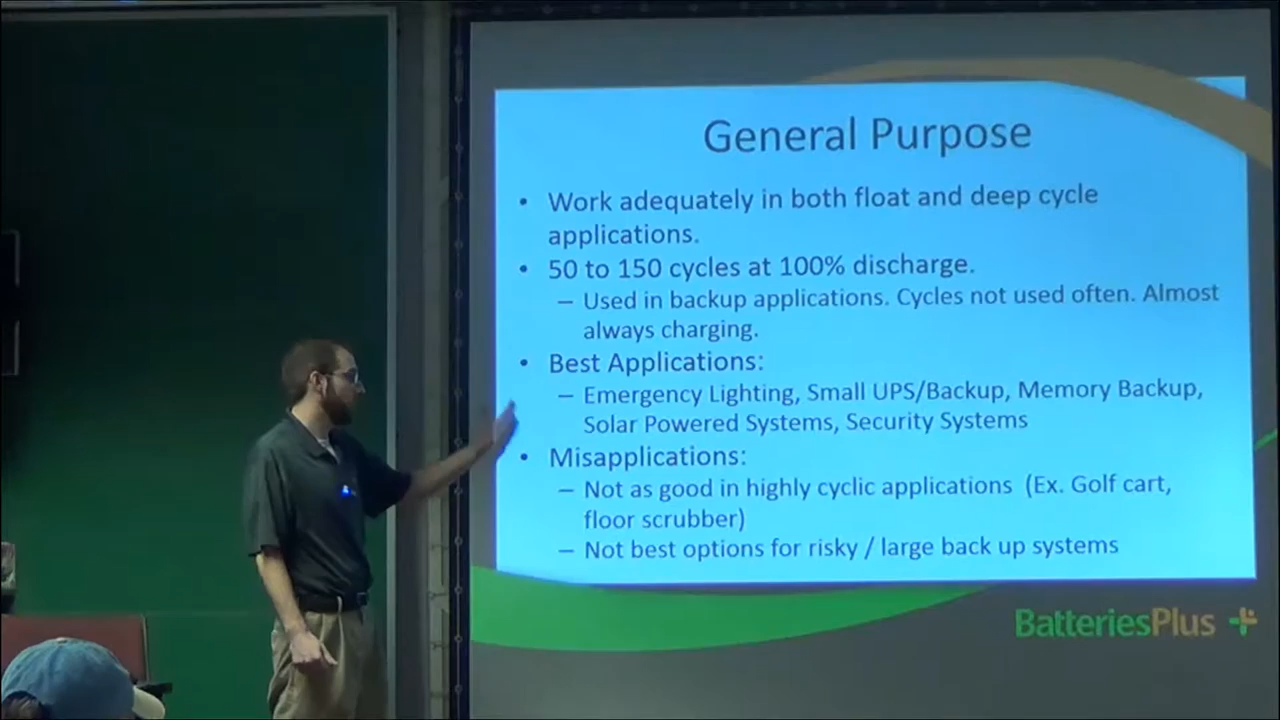 General Purpose
• Work adequately in both float and deep cycle
applications.
• 50 to 150 cycles at 100% discharge.
– Used in backup applications. Cycles not used often. Almost
always charging.
• Best Applications:
– Emergency Lighting, Small UPS/Backup, Memory Backup,
Solar Powered Systems, Security Systems
• Misapplications:
– Not as good in highly cyclic applications (Ex. Golf cart,
floor scrubber)
– Not best options for risky / large back up systems
BatteriesPlus